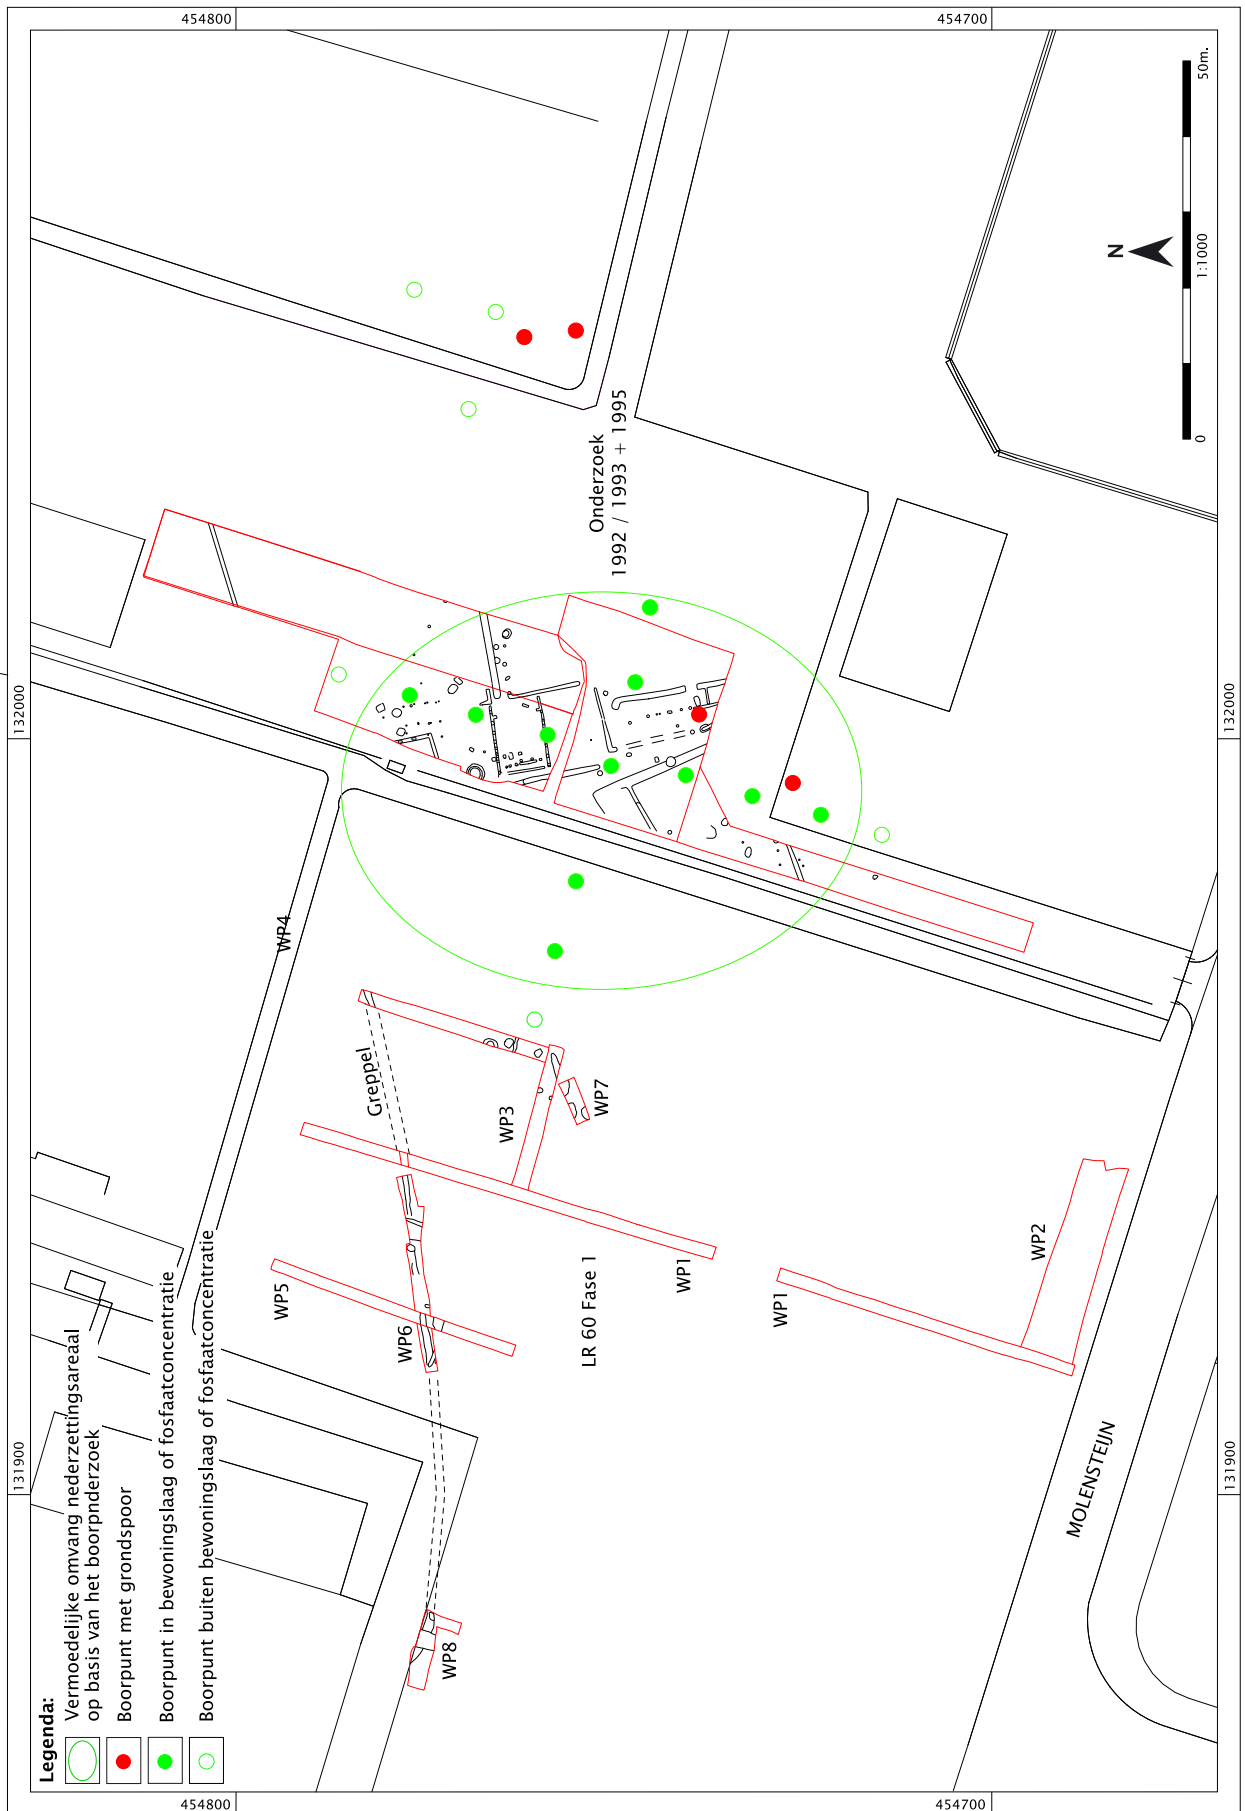 Legenda:
Vermoedelijke omvang nederzettingsareaal
op basis van het boorpnderzoek
Boorpunt met grondspoor
Boorpunt in bewoningslaag of fosfaatconcentratie
Boorpunt buiten bewoningslaag of fosfaatconcentratie
454800
454700
131900
132000
454800
454700
131900
132000
WP8
WP5
WP6
WP4
Greppel
WP3
WP7
LR 60 Fase 1
WP1
WP1
WP2
MOLENSTEIJN
Onderzoek
1992 / 1993 + 1995
N
0
1:1000
50m.